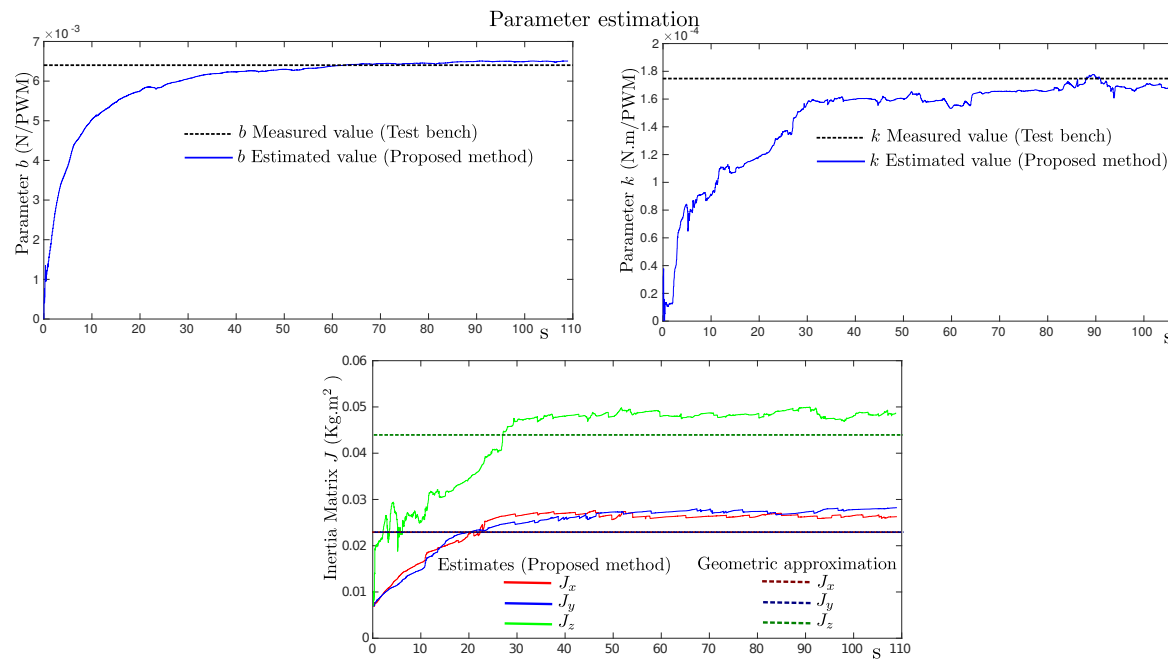 Parameter estimation
×10⁻³
7
6
5
4
3
2
1
0
Parameter b (N/PWM)
b Measured value (Test bench)
b Estimated value (Proposed method)
0 10 20 30 40 50 60 70 80 90 100 110
s
×10⁻⁴
2
1.8
1.6
1.4
1.2
1
0.8
0.6
0.4
0.2
0
Parameter k (N.m/PWM)
k Measured value (Test bench)
k Estimated value (Proposed method)
0 10 20 30 40 50 60 70 80 90 100
s
0.06
0.05
0.04
0.03
0.02
0.01
0
Inertia Matrix J (Kg.m² )
Estimates (Proposed method)
Jx
Jy
Jz
Geometric approximation
Jx
Jy
Jz
0 10 20 30 40 50 60 70 80 90 100 110
s